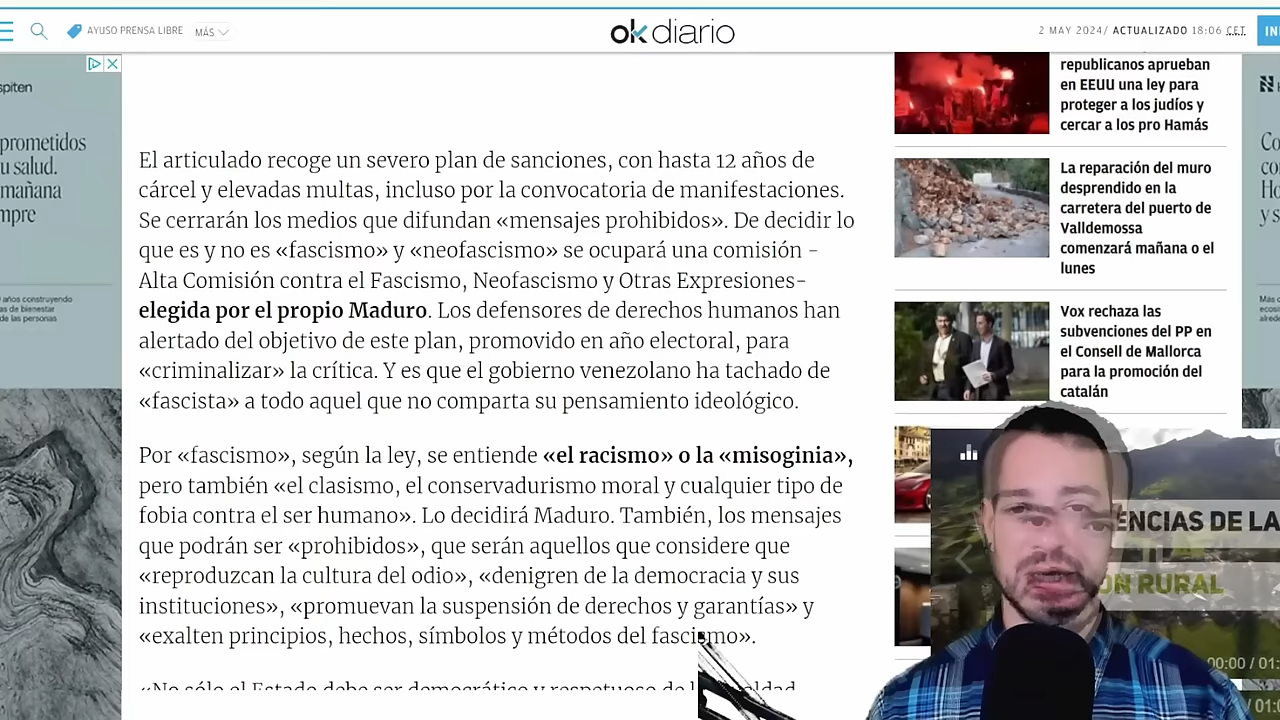 AYUSO PRENSA LIBRE
MÁS
okdiario
2 MAY 2024/ ACTUALIZADO 18:06 CET
spiten
prometidos
u salud.
mañana
mpre
años construyendo
as de bienestar
de las personas
El articulado recoge un severo plan de sanciones, con hasta 12 años de
cárcel y elevadas multas, incluso por la convocatoria de manifestaciones.
Se cerrarán los medios que difundan «mensajes prohibidos». De decidir lo
que es y no es «fascismo» y «neofascismo» se ocupará una comisión -
Alta Comisión contra el Fascismo, Neofascismo y Otras Expresiones-
elegida por el propio Maduro. Los defensores de derechos humanos han
alertado del objetivo de este plan, promovido en año electoral, para
«criminalizar» la crítica. Y es que el gobierno venezolano ha tachado de
«fascista» a todo aquel que no comparta su pensamiento ideológico.
Por «fascismo», según la ley, se entiende «el racismo» o la «misoginia»,
pero también «el clasismo, el conservadurismo moral y cualquier tipo de
fobia contra el ser humano». Lo decidirá Maduro. También, los mensajes
que podrán ser «prohibidos», que serán aquellos que considere que
«reproduzcan la cultura del odio», «denigren de la democracia y sus
instituciones», «promuevan la suspensión de derechos y garantías» y
«exalten principios, hechos, símbolos y métodos del fascismo».
«No sólo el Estado debe ser democrático y respetuoso de
republicanos aprueban
en EEUU una ley para
proteger a los judíos y
cercar a los pro Hamás
La reparación del muro
desprendido en la
carretera del puerto de
Valldemossa
comenzará mañana o el
lunes
Vox rechaza las
subvenciones del PP en
el Consell de Mallorca
para la promoción del
catalán
ENCIAS DE LA
ÓN RURAL
00:00 / 01: